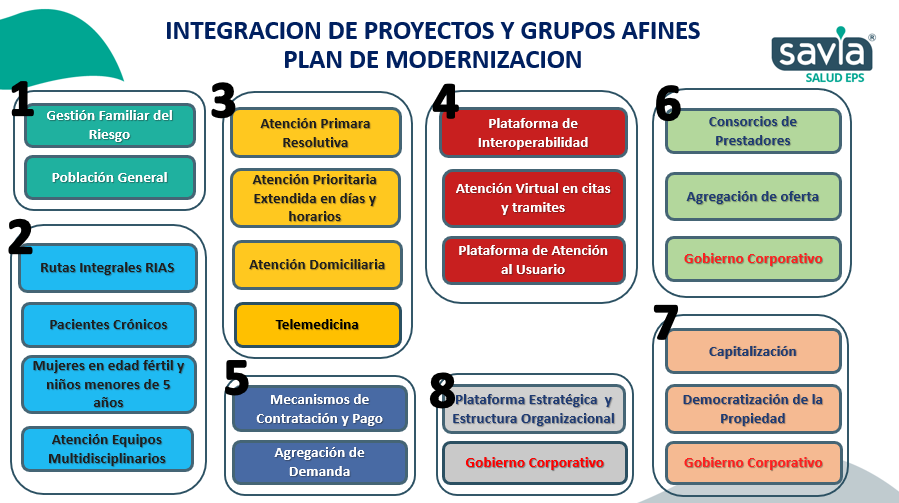 INTEGRACION DE PROYECTOS Y GRUPOS AFINES
PLAN DE MODERNIZACION
savia®
SALUD EPS
1
Gestión Familiar del
Riesgo
Población General
2
Rutas Integrales RIAS
Pacientes Crónicos
Mujeres en edad fértil y
niños menores de 5
años
Atención Equipos
Multidisciplinarios
3
Atención Primara
Resolutiva
Atención Prioritaria
Extendida en días y
horarios
Atención Domiciliaria
Telemedicina
4
Plataforma de
Interoperabilidad
Atención Virtual en citas
y tramites
Plataforma de Atención
al Usuario
5
Mecanismos de
Contratación y Pago
Agregación de
Demanda
6
Consorcios de
Prestadores
Agregación de oferta
Gobierno Corporativo
7
Capitalización
Democratización de la
Propiedad
Gobierno Corporativo
8
Plataforma Estratégica y
Estructura Organizacional
Gobierno Corporativo